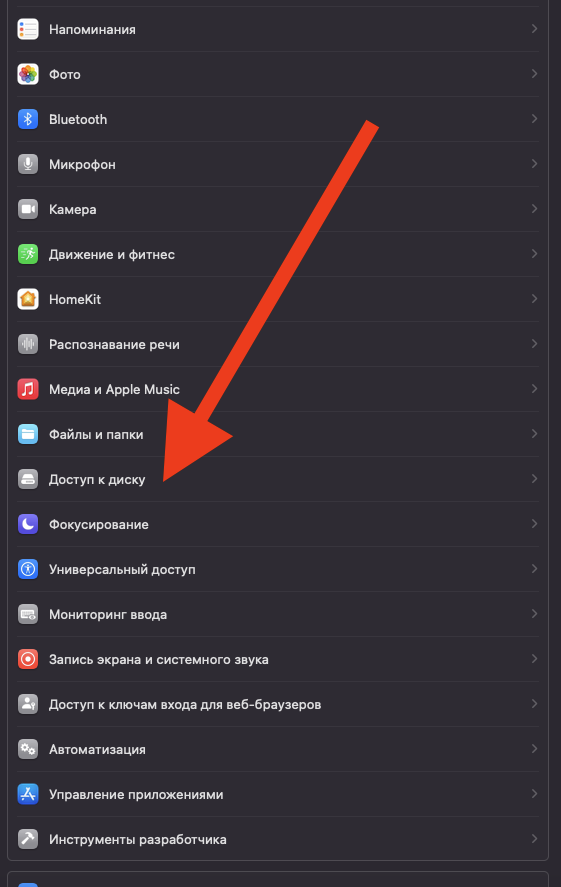 Напоминания
Фото
Bluetooth
Микрофон
Камера
Движение и фитнес
HomeKit
Распознавание речи
Медиа и Apple Music
Файлы и папки
Доступ к диску
Фокусирование
Универсальный доступ
Мониторинг ввода
Запись экрана и системного звука
Доступ к ключам входа для веб-браузеров
Автоматизация
Управление приложениями
Инструменты разработчика